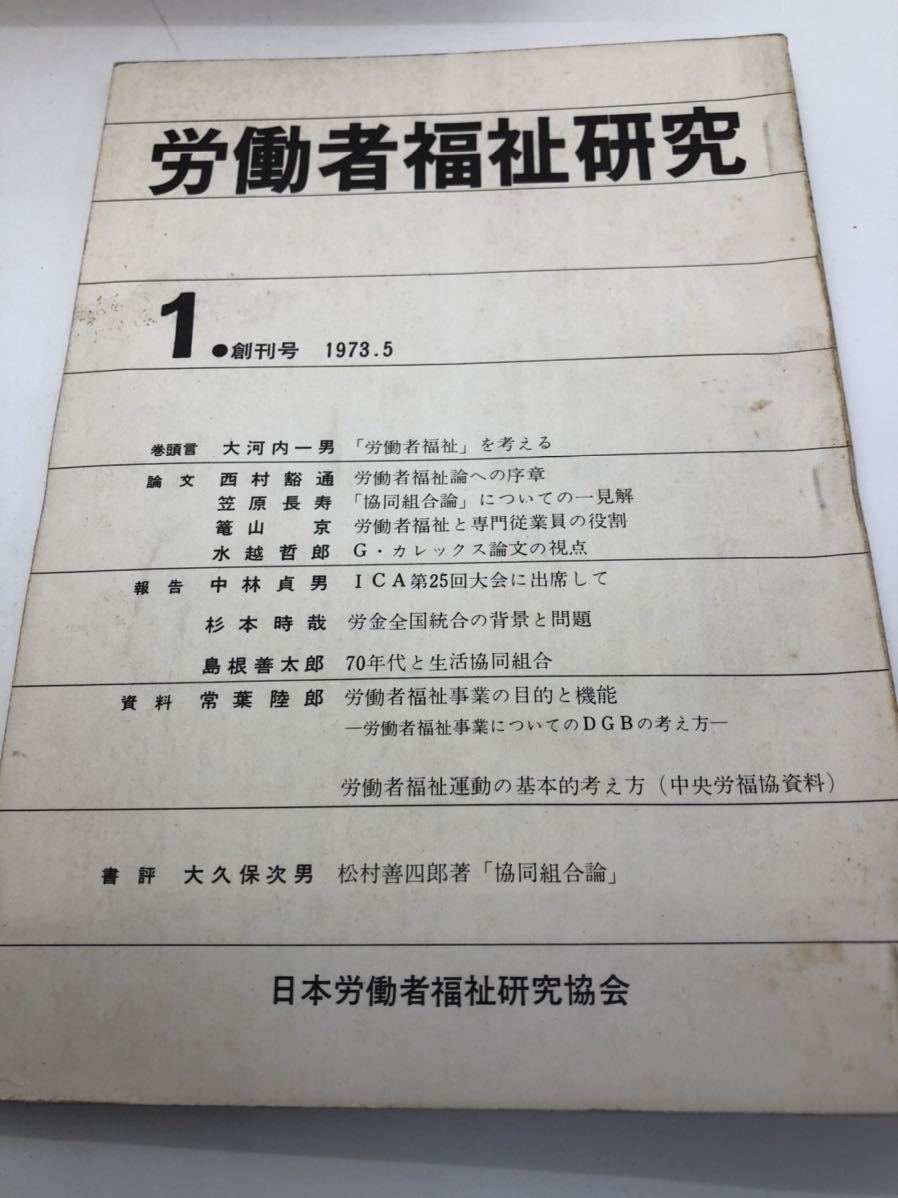 労働者福祉研究
1.●創刊号 1973.5
巻頭言 大河内一男 「労働者福祉」を考える
論文 西村豁通 労働者福祉論への序章
笠原長寿 「協同組合論」についての一見解
篭山京 労働者福祉と専門従業員の役割
水越哲郎 G・カレックス論文の視点
報告 中林貞男 ICA第25回大会に出席して
杉本時哉 労金全国統合の背景と問題
島根善太郎 70年代と生活協同組合
資料 常葉陸郎 労働者福祉事業の目的と機能
―労働者福祉事業についてのDGBの考え方―
労働者福祉運動の基本的考え方(中央労福協資料)
書評 大久保次男 松村善四郎著「協同組合論」
日本労働者福祉研究協会